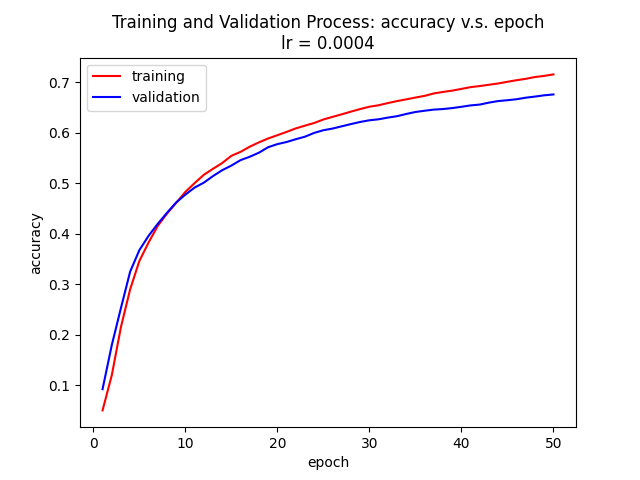 Training and Validation Process: accuracy v.s. epoch
lr = 0.0004
training
validation
accuracy
0.7
0.6
0.5
0.4
0.3
0.2
0.1
0 10 20 30 40 50
epoch